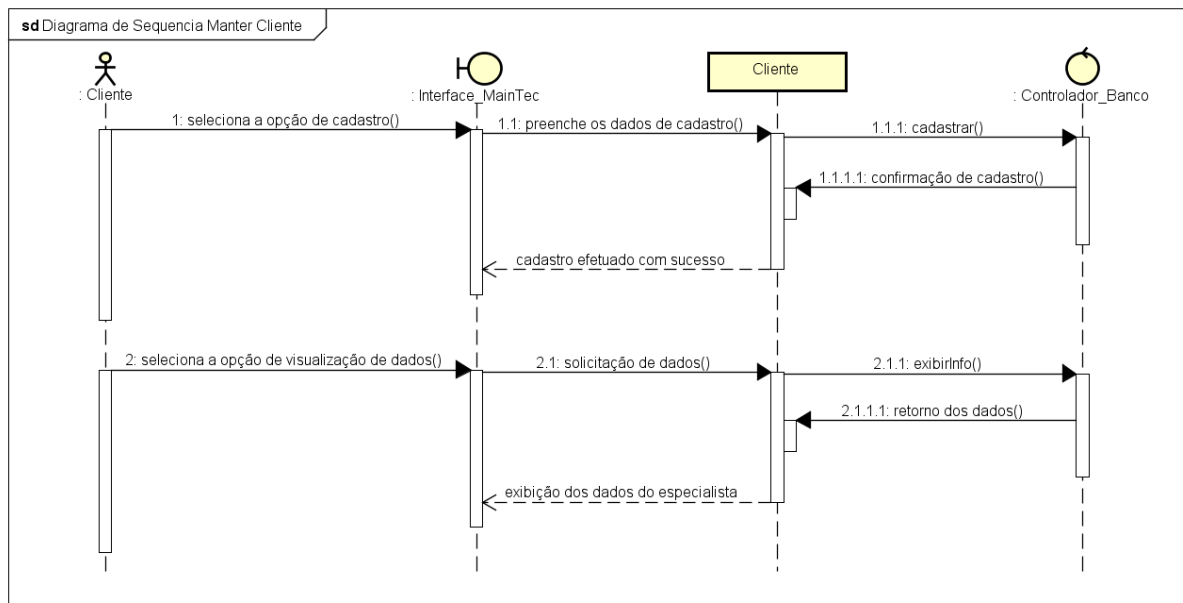 sd Diagrama de Sequencia Manter Cliente
: Cliente
: Interface_MainTec
Cliente
: Controlador_Banco
1: seleciona a opção de cadastro()
1.1: preenche os dados de cadastro()
1.1.1: cadastrar()
1.1.1.1: confirmação de cadastro()
cadastro efetuado com sucesso
2: seleciona a opção de visualização de dados()
2.1: solicitação de dados()
2.1.1: exibirInfo()
2.1.1.1: retorno dos dados()
exibição dos dados do especialista